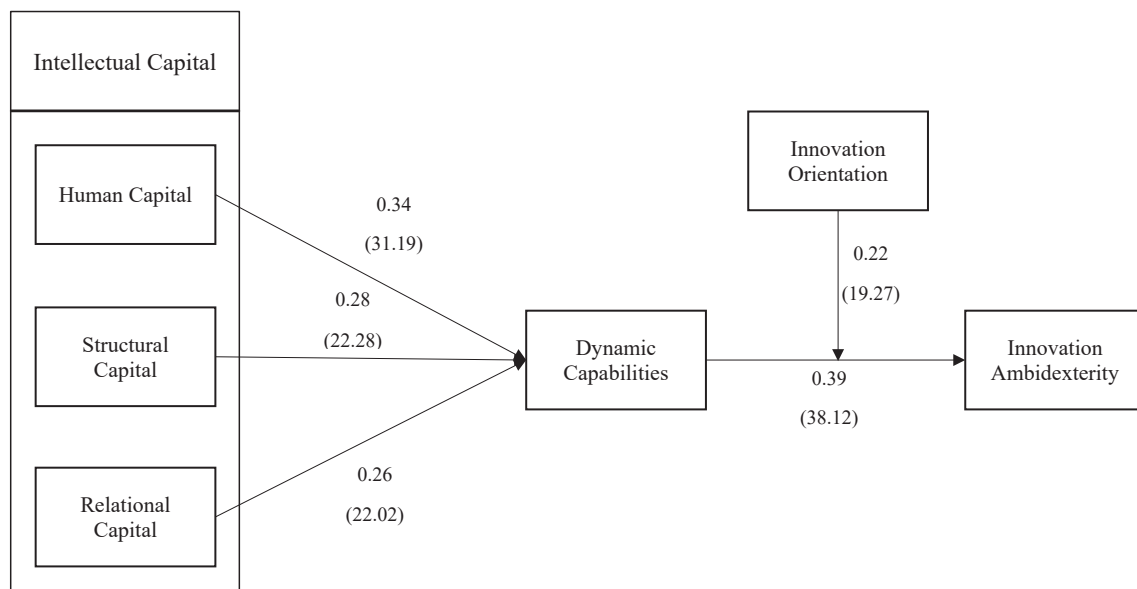 Intellectual Capital
Human Capital
Structural
Capital
Relational
Capital
0.34
(31.19)
0.28
(22.28)
0.26
(22.02)
Dynamic
Capabilities
Innovation
Orientation
0.22
(19.27)
0.39
(38.12)
Innovation
Ambidexterity